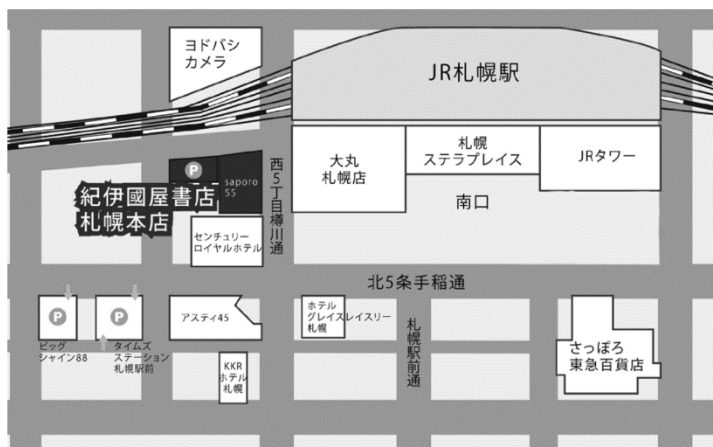 ヨドバシ
カメラ
JR札幌駅
大丸
札幌店
札幌
ステラプレイス
JRタワー
P
saporo
55
紀伊國屋書店
札幌本店
西5丁目樽川通
南口
センチュリー
ロイヤルホテル
北5条手稲通
P
P
アスティ45
ホテル
グレイスレイスリー
札幌
札幌駅前通
さっぽろ
東急百貨店
ビッグ
シャイン88
タイムズ
ステーション
札幌駅前
KKR
ホテル
札幌